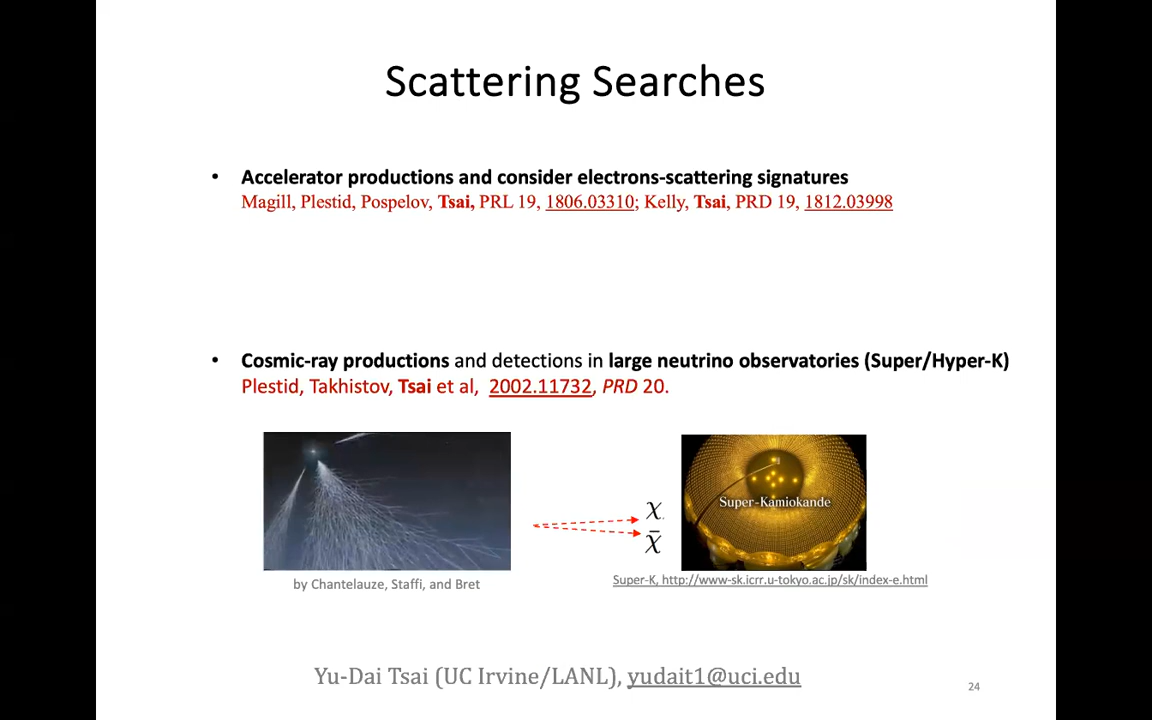 Scattering Searches
• Accelerator productions and consider electrons-scattering signatures
Magill, Plestid, Pospelov, Tsai, PRL 19, 1806.03310; Kelly, Tsai, PRD 19, 1812.03998
• Cosmic-ray productions and detections in large neutrino observatories (Super/Hyper-K)
Plestid, Takhistov, Tsai et al, 2002.11732, PRD 20.
χ
χ̄
Super-Kamiokande
by Chantelauze, Staffi, and Bret
Super-K, http://www-sk.icrr.u-tokyo.ac.jp/sk/index-e.html
Yu-Dai Tsai (UC Irvine/LANL), yudait1@uci.edu
24